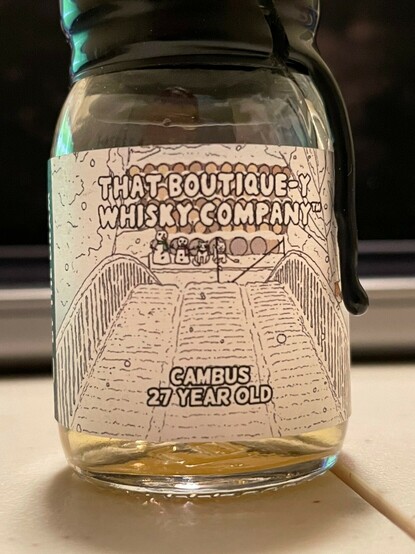 THAT BOUTIQUE-Y
WHISKY COMPANY™
CAMBUS
27 YEAR OLD